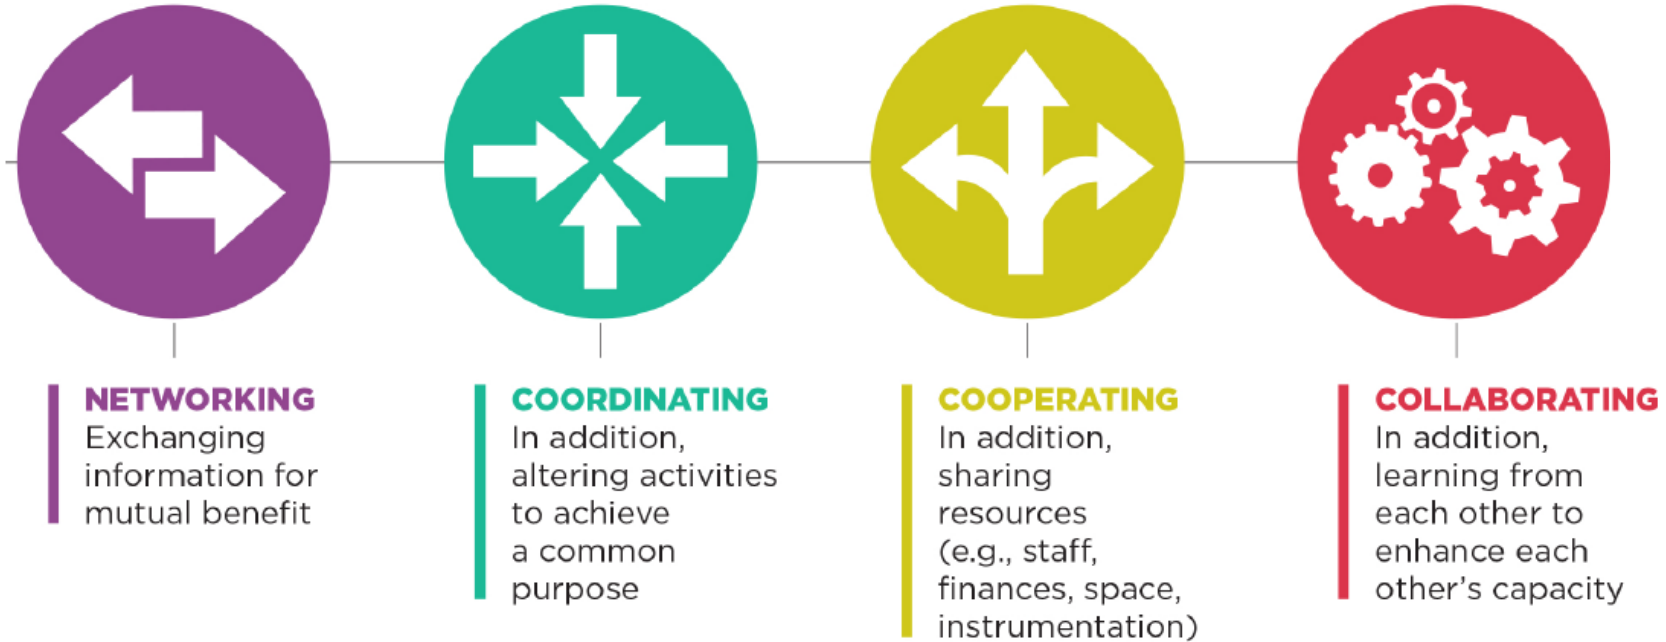 NETWORKING
Exchanging
information for
mutual benefit
COORDINATING
In addition,
altering activities
to achieve
a common
purpose
COOPERATING
In addition,
sharing
resources
(e.g., staff,
finances, space,
instrumentation)
COLLABORATING
In addition,
learning from
each other to
enhance each
other’s capacity